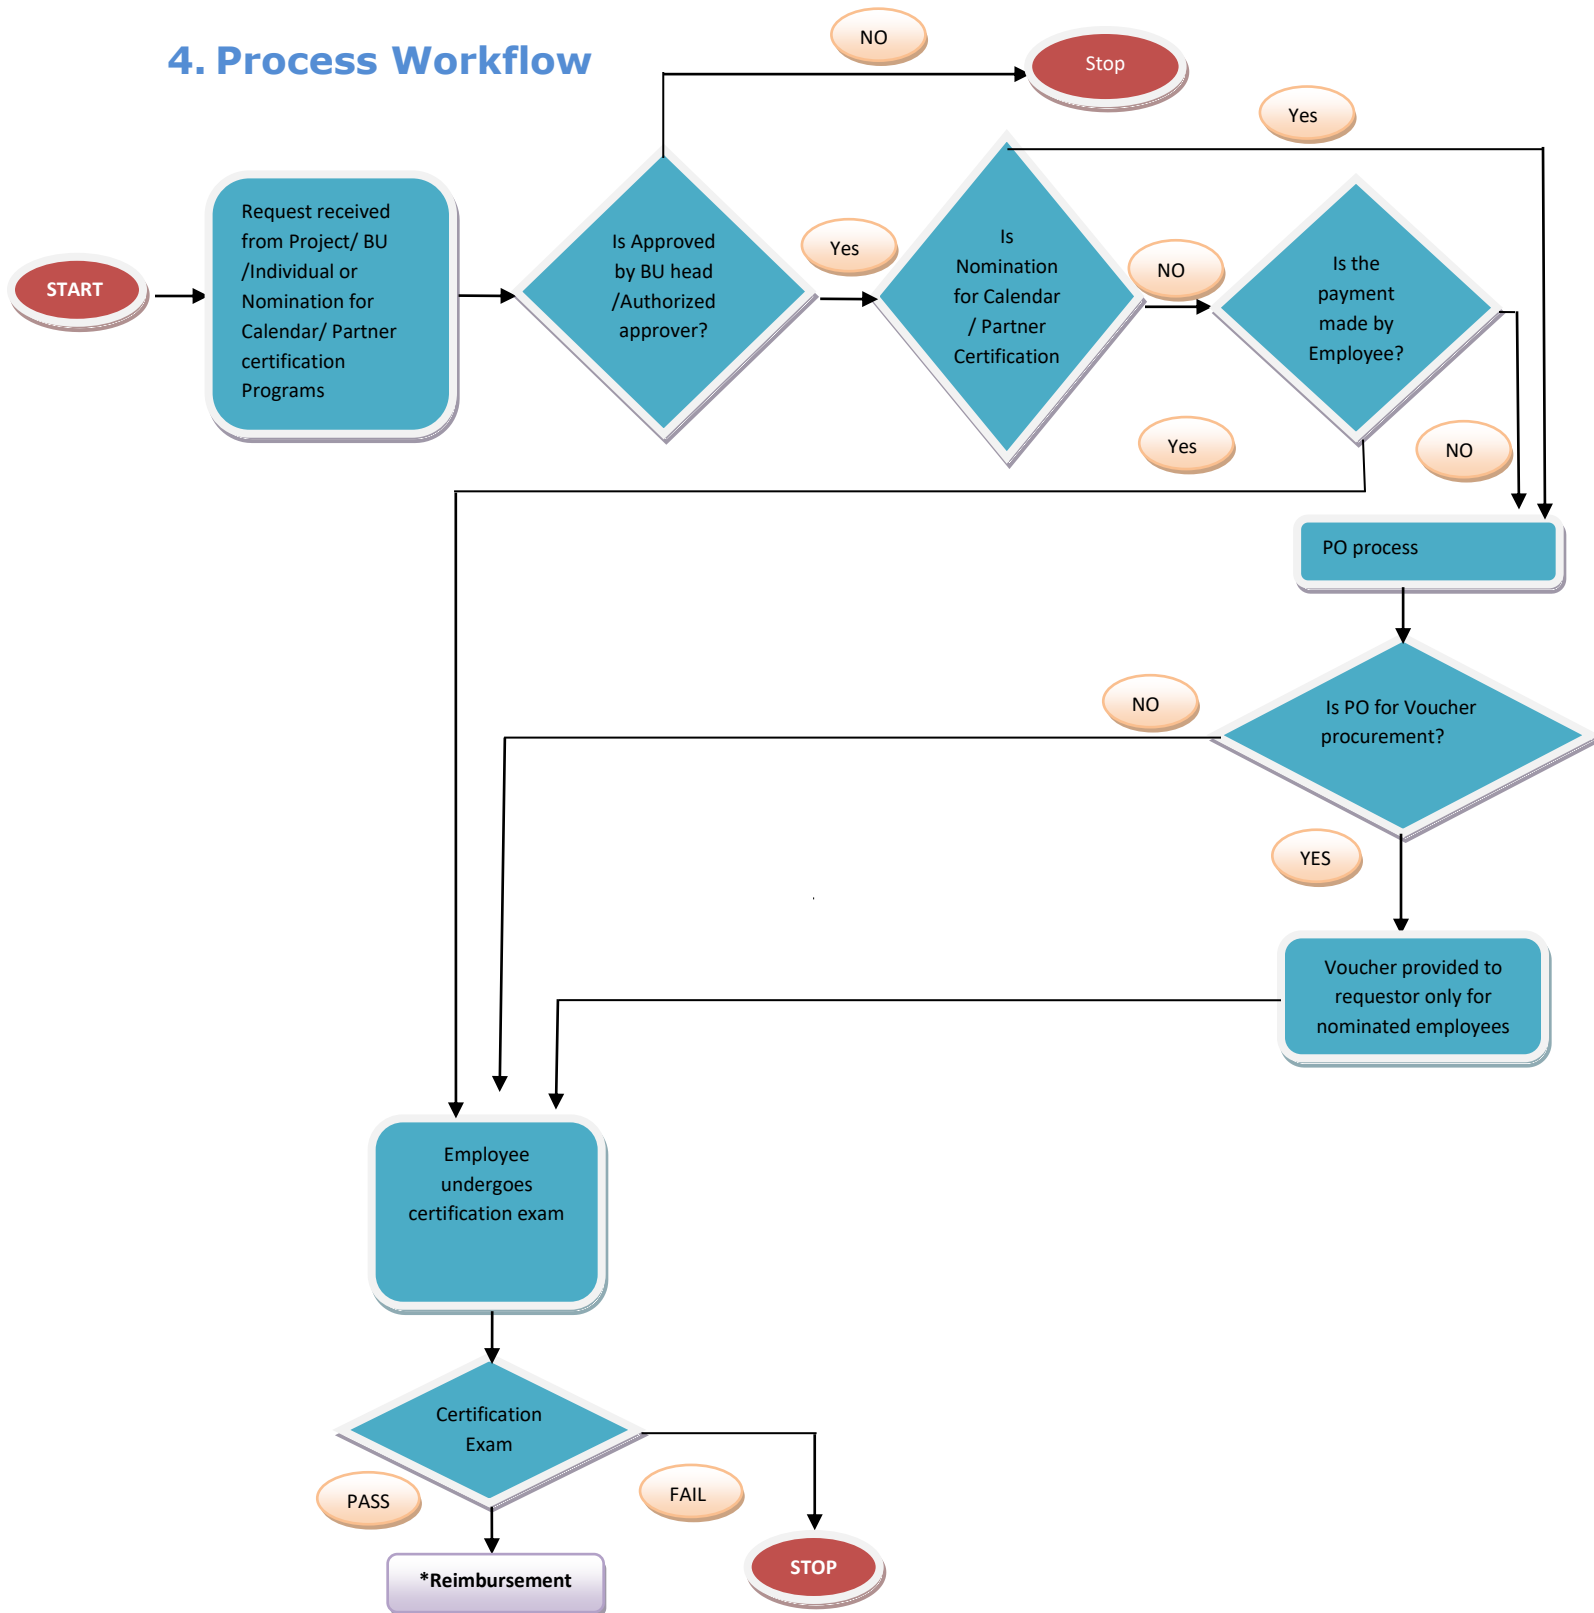 4. Process Workflow
NO
Stop
Yes
START
Request received
from Project/ BU
/Individual or
Nomination for
Calendar/ Partner
certification
Programs
Is Approved
by BU head
/Authorized
approver?
Yes
Is
Nomination
for Calendar
/ Partner
Certification
NO
Is the
payment
made by
Employee?
Yes
NO
PO process
Is PO for Voucher
procurement?
NO
YES
Voucher provided to
requestor only for
nominated employees
Employee
undergoes
certification exam
Certification
Exam
PASS
FAIL
*Reimbursement
STOP